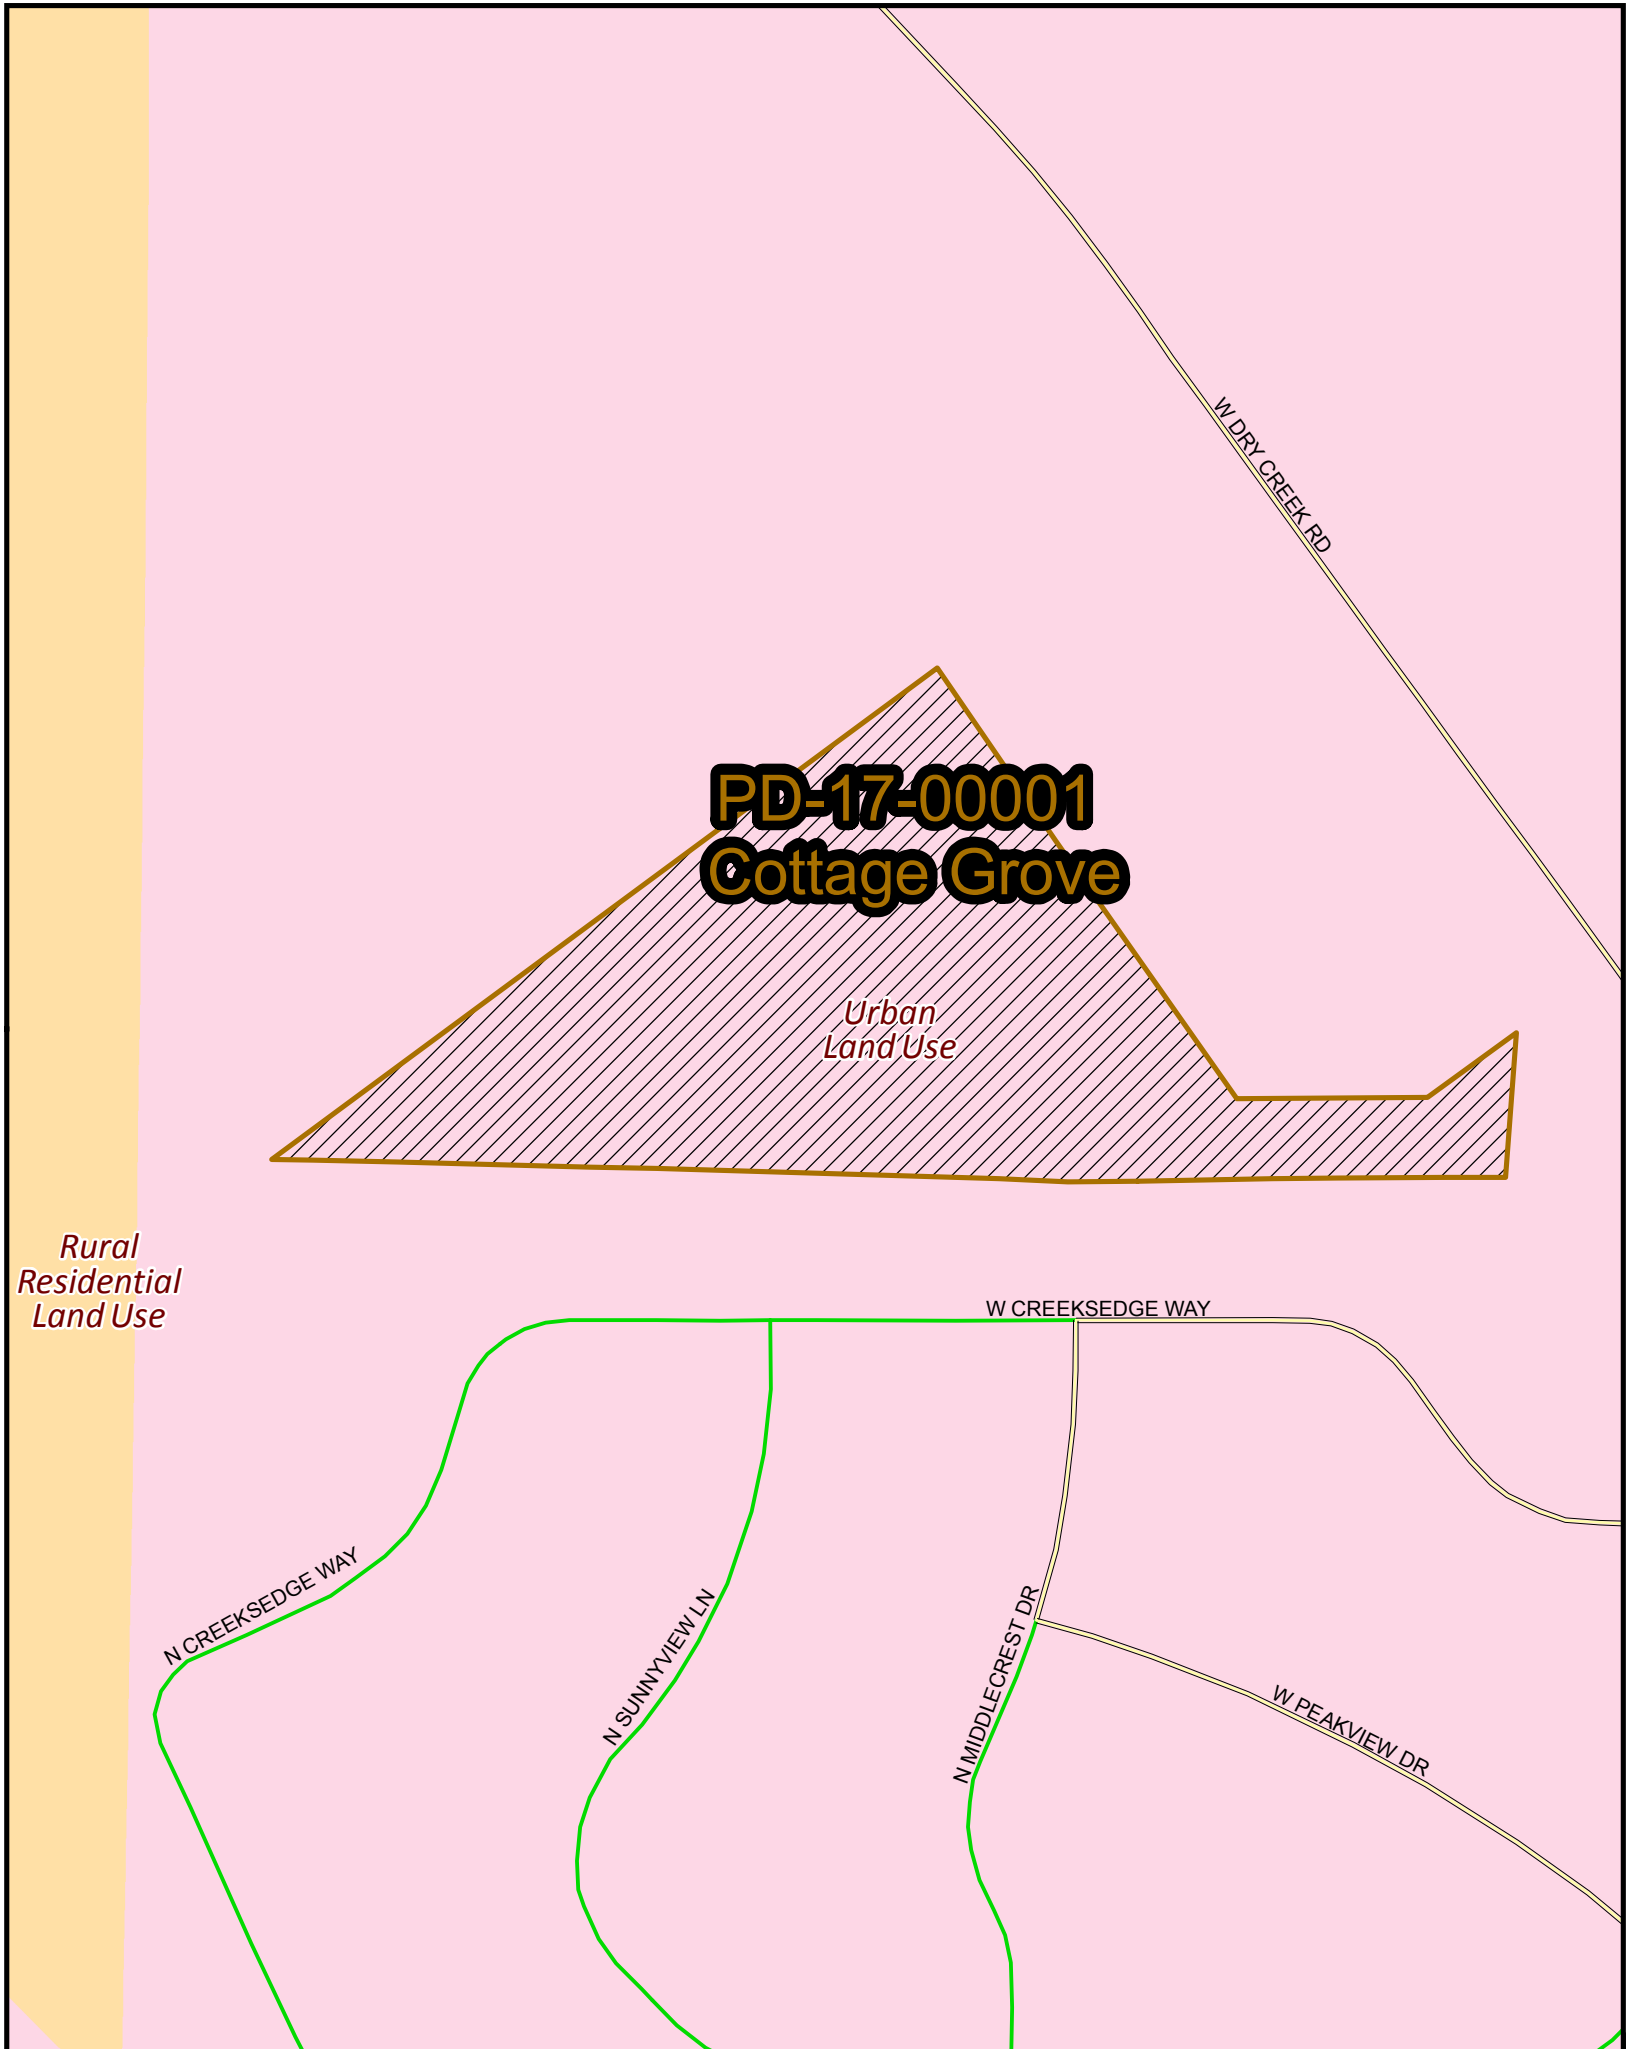 W DRY CREEK RD
PD-17-00001
Cottage Grove
Urban
Land Use
Rural
Residential
Land Use
W CREEKSEDGE WAY
N CREEKSEDGE WAY
N SUNNYVIEW LN
N MIDDLECREST DR
W PEAKVIEW DR